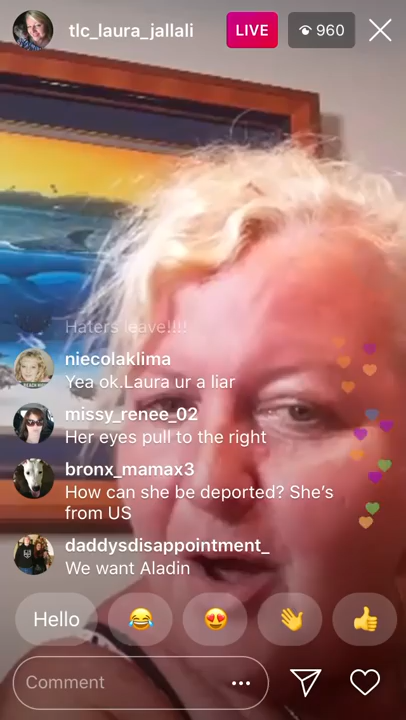 tlc_laura_jallali LIVE 960
Haters leave!!!!
niecolaklima
Yea ok.Laura ur a liar
missy_renee_02
Her eyes pull to the right
bronx_mamax3
How can she be deported? She's
from US
daddysdisappointment_
We want Aladin
Hello
Comment